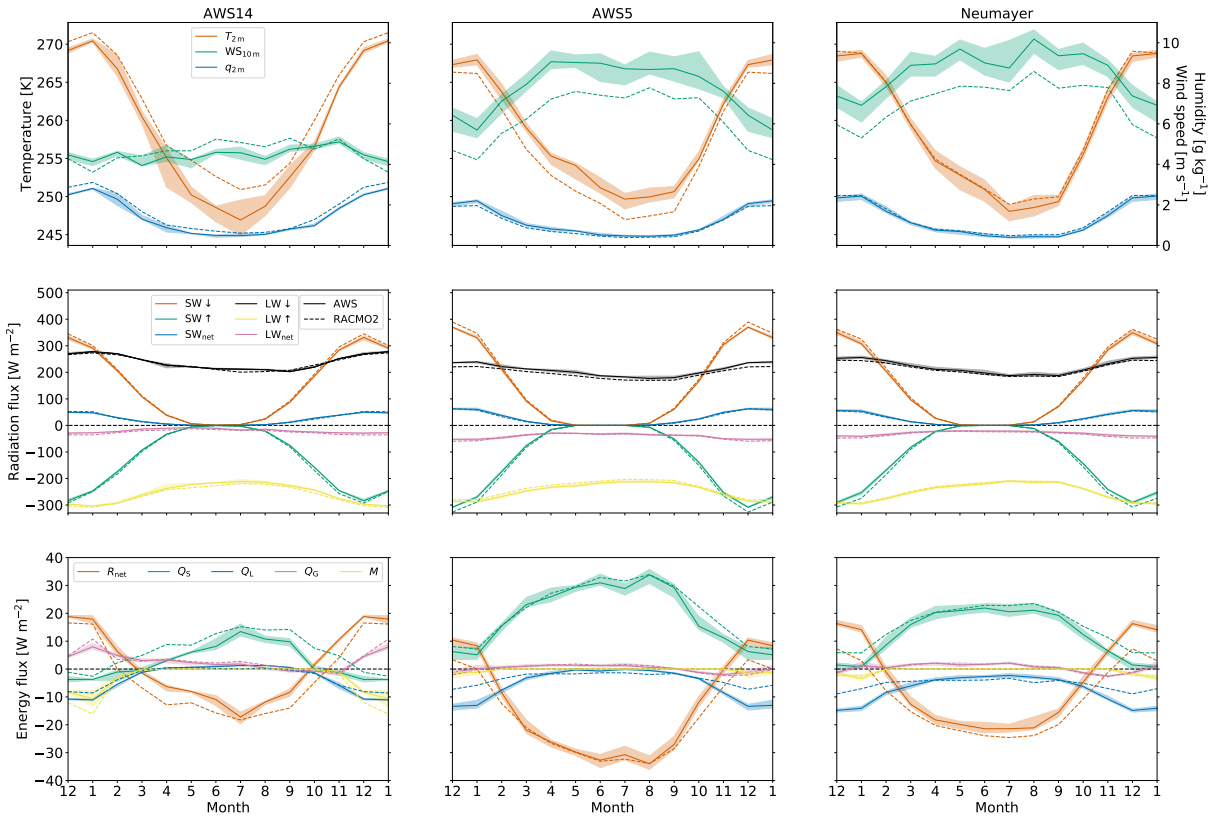 AWS14
AWS5
Neumayer
270
265
260
255
250
245
Temperature [K]
T2 m
WS10 m
q2 m
10
8
6
4
2
0
Humidity [g kg−1]
Wind speed [m s−1]
500
400
300
200
100
0
−100
−200
−300
Radiation flux [W m−2]
SW ↓
SW ↑
SWnet
LW ↓
LW ↑
LWnet
AWS
RACMO2
40
30
20
10
0
−10
−20
−30
−40
Energy flux [W m−2]
Rnet QS QL QG M
12 1 2 3 4 5 6 7 8 9 10 11 12 1
12 1 2 3 4 5 6 7 8 9 10 11 12 1
12 1 2 3 4 5 6 7 8 9 10 11 12 1
Month
Month
Month